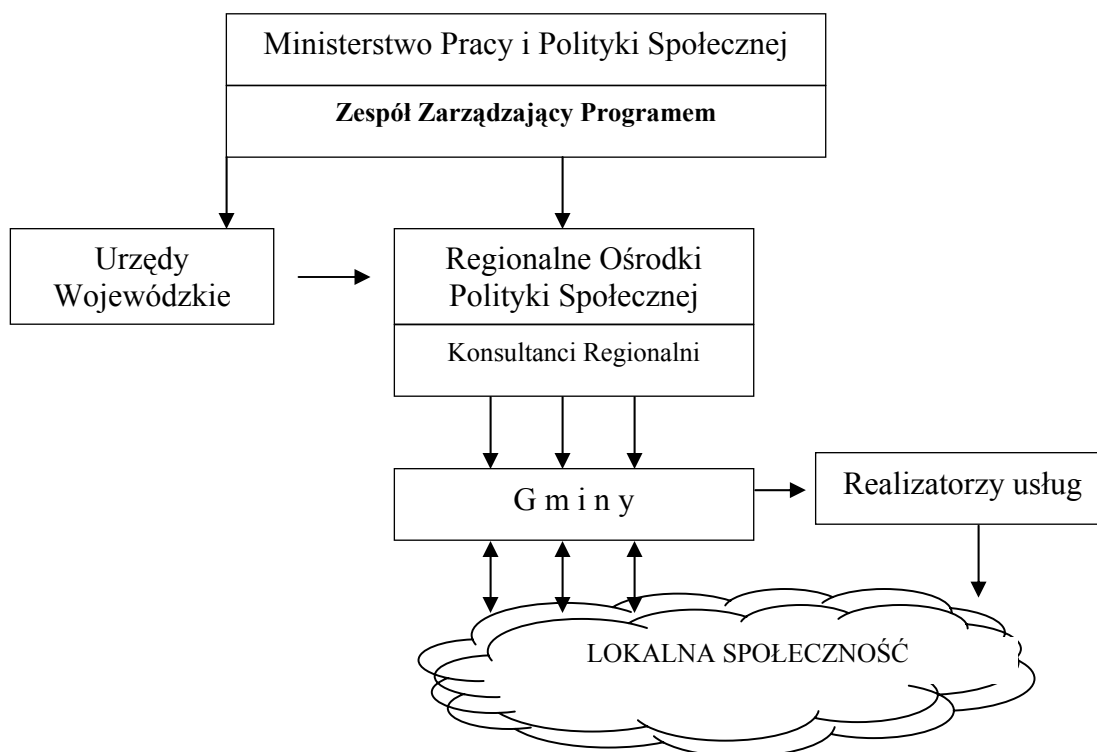 Ministerstwo Pracy i Polityki Społecznej
Zespół Zarządzający Programem
Urzędy
Wojewódzkie
Regionalne Ośrodki
Polityki Społecznej
Konsultanci Regionalni
G m i n y
Realizatorzy usług
LOKALNA SPOŁECZNOŚĆ